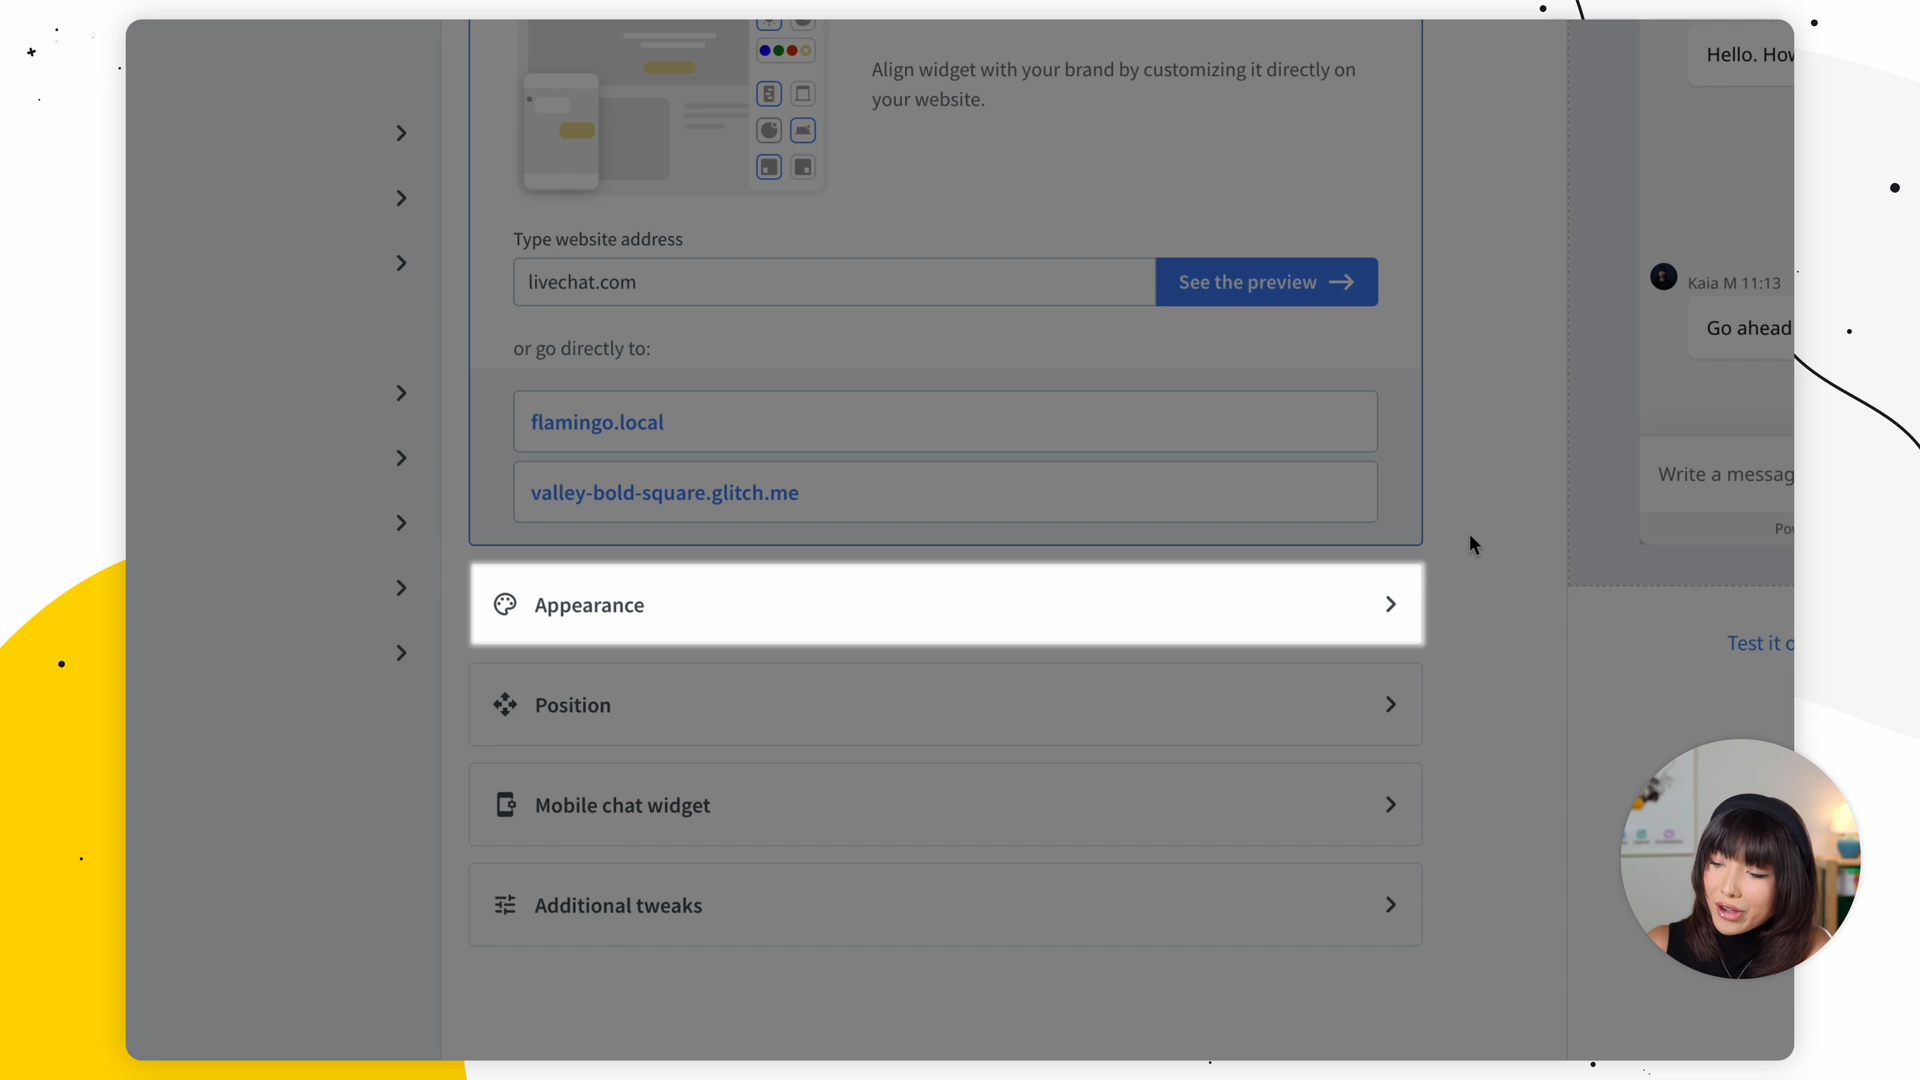 Align widget with your brand by customizing it directly on
your website.
Type website address
livechat.com
See the preview
or go directly to:
flamingo.local
valley-bold-square.glitch.me
Appearance
Position
Mobile chat widget
Additional tweaks
Hello. How
Kaia M 11:13
Go ahead
Write a messag
Pow
Test it o